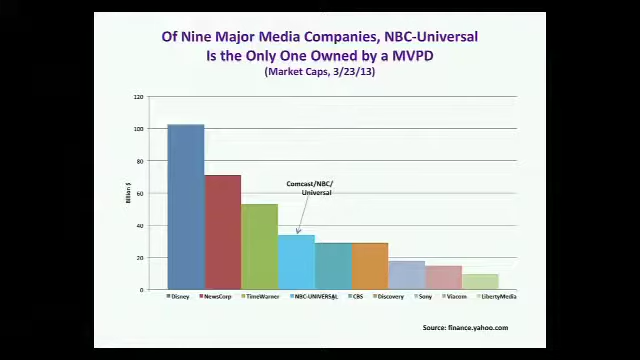 Of Nine Major Media Companies, NBC-Universal
Is the Only One Owned by a MVPD
(Market Caps, 3/23/13)
120
100
80
60
40
20
0
Billion $
Comcast/NBC/
Universal
Disney NewsCorp TimeWarner NBC-UNIVERSAL CBS Discovery Sony Viacom LibertyMedia
Source: finance.yahoo.com